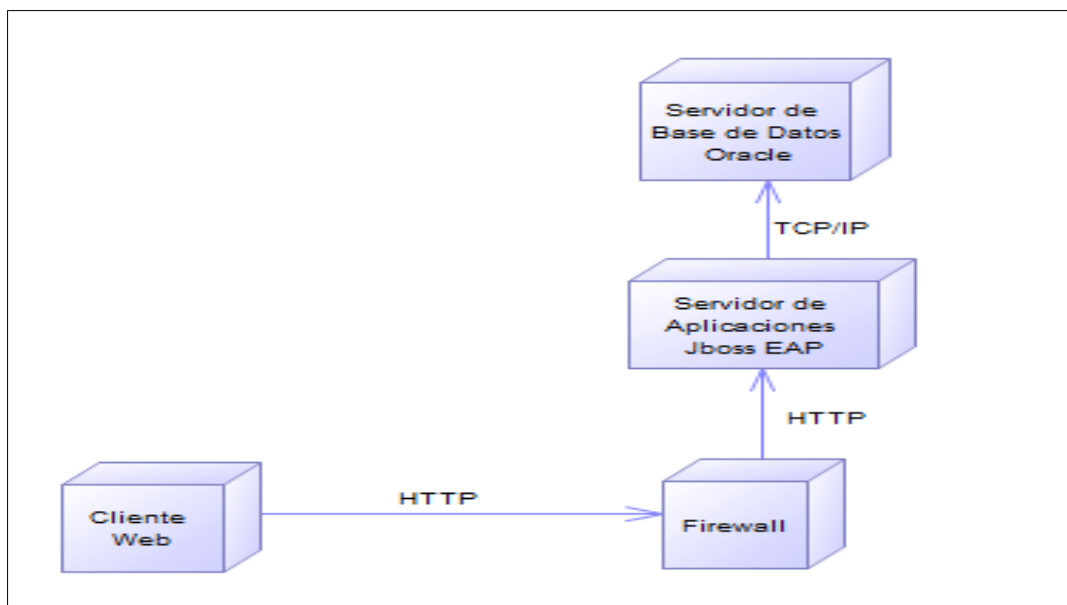 Servidor de
Base de Datos
Oracle
TCP/IP
Servidor de
Aplicaciones
Jboss EAP
HTTP
HTTP
Cliente
Web
Firewall